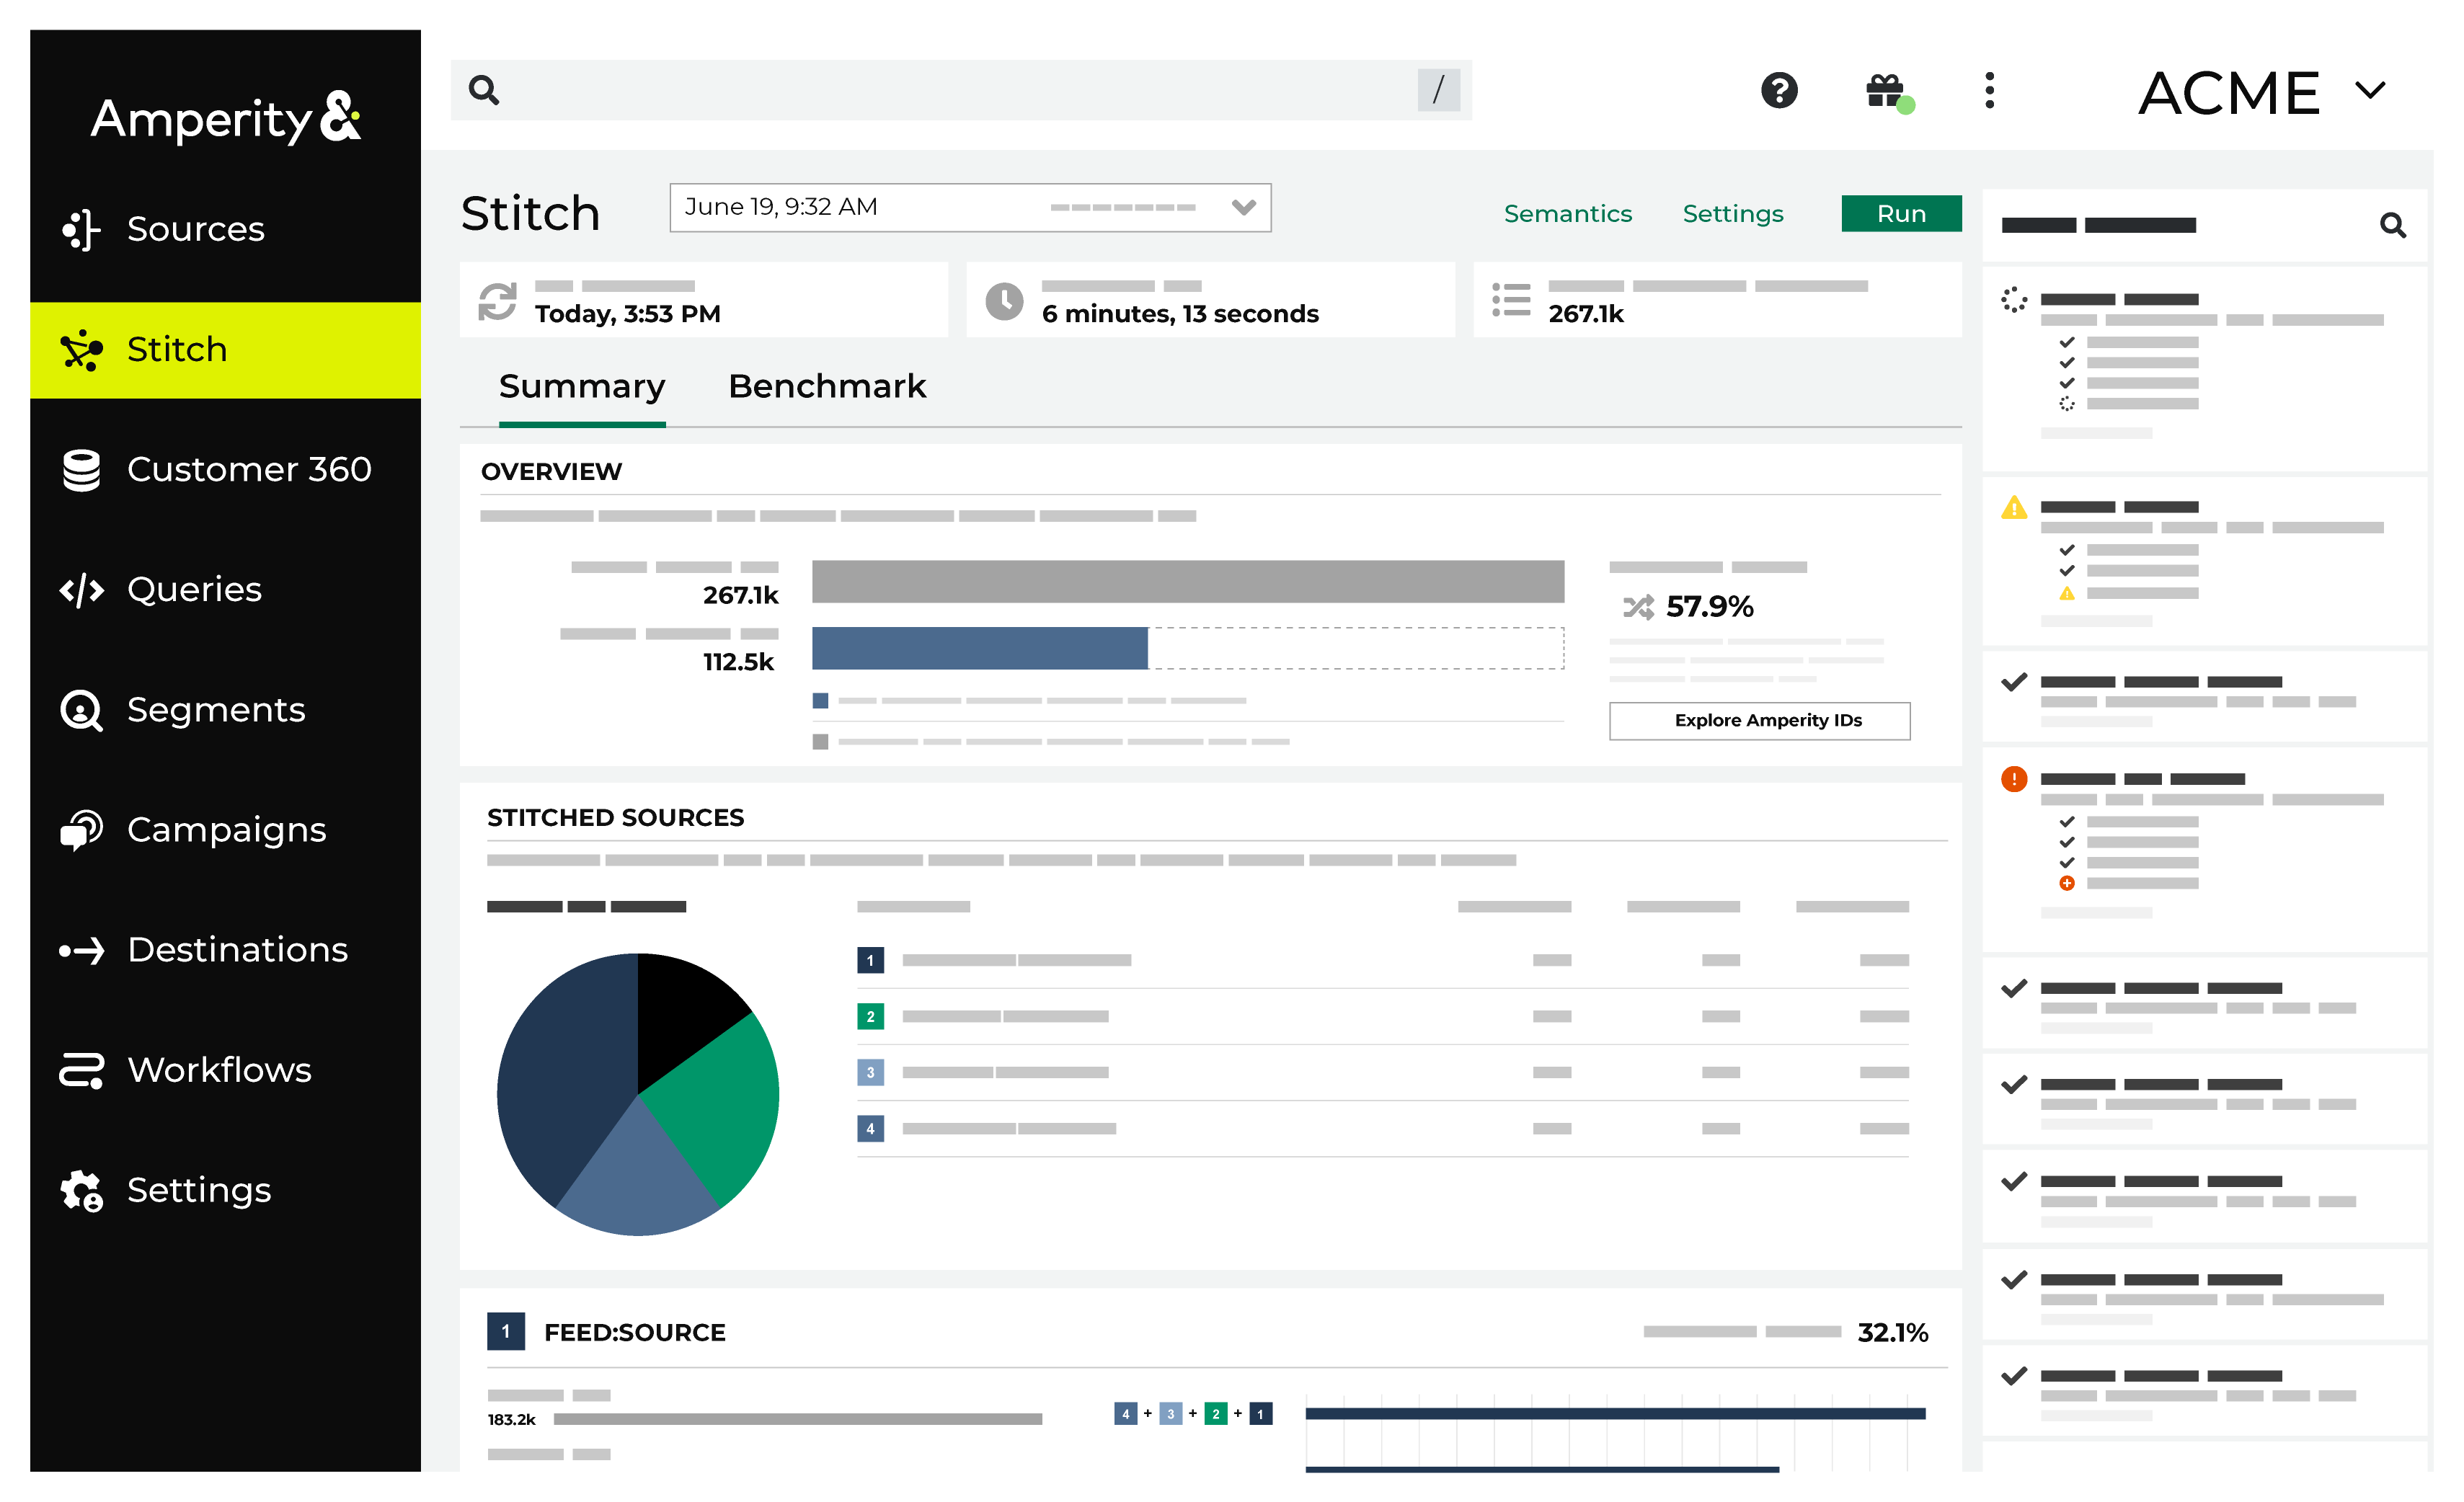 Amperity&
Sources
Stitch
Customer 360
Queries
Segments
Campaigns
Destinations
Workflows
Settings
/
?
ACME
Stitch
June 19, 9:32 AM
Semantics
Settings
Run
Today, 3:53 PM
6 minutes, 13 seconds
267.1k
Summary
Benchmark
OVERVIEW
267.1k
112.5k
57.9%
Explore Amperity IDs
STITCHED SOURCES
1
2
3
4
1 FEED:SOURCE
32.1%
183.2k
4 + 3 + 2 + 1